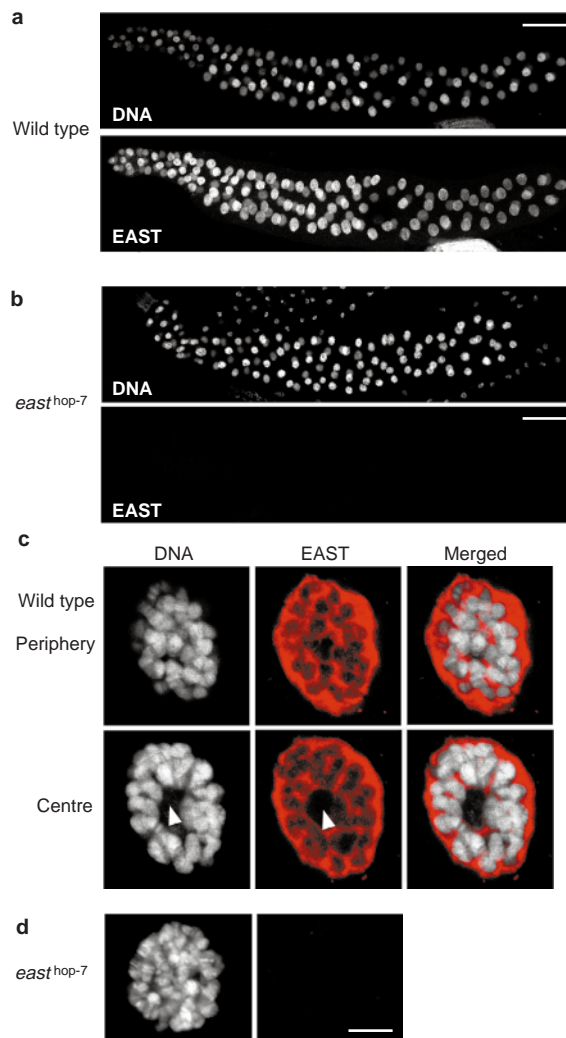 a
Wild type
DNA
EAST
b
east hop-7
DNA
EAST
c
DNA EAST Merged
Wild type
Periphery
Centre
d
east hop-7